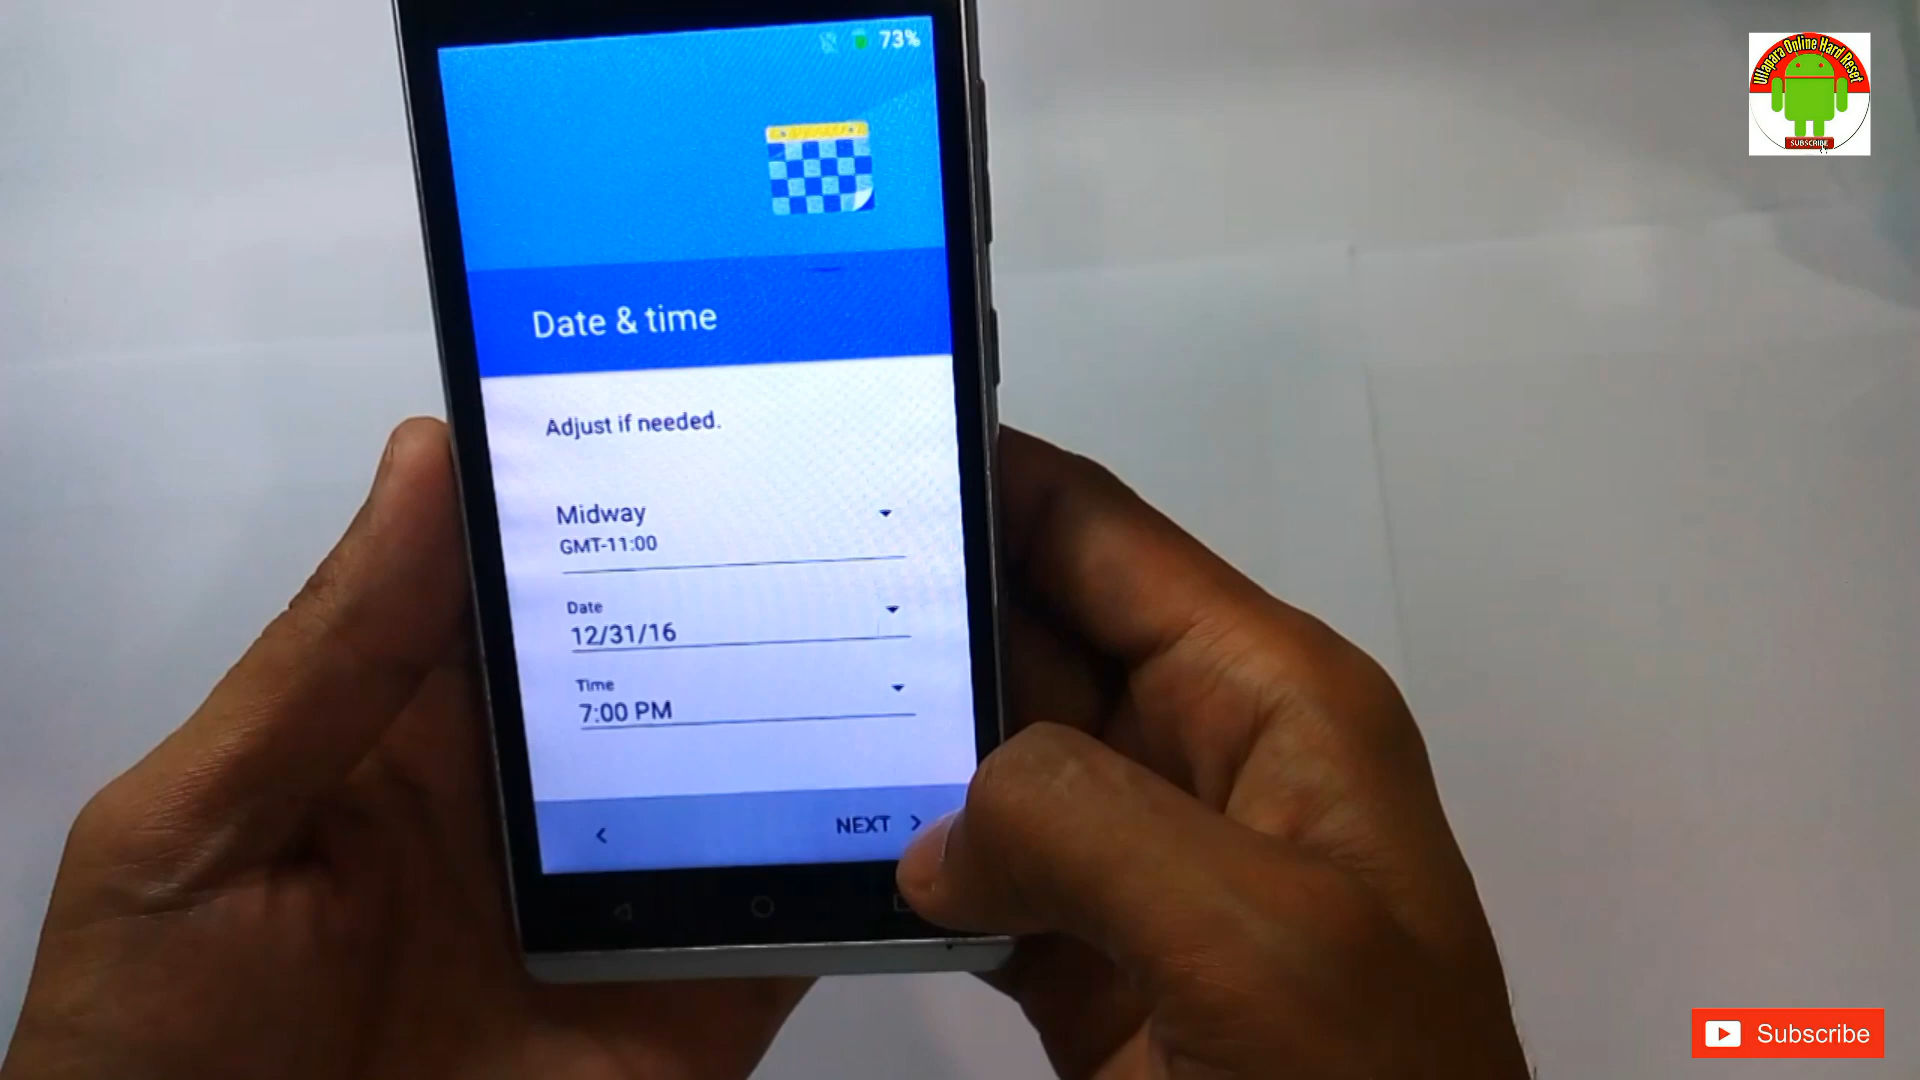 73%
Ullapara Online Hard Reset
SUBSCRIBE
Date & time
Adjust if needed.
Midway
GMT-11:00
Date
12/31/16
Time
7:00 PM
NEXT
Subscribe